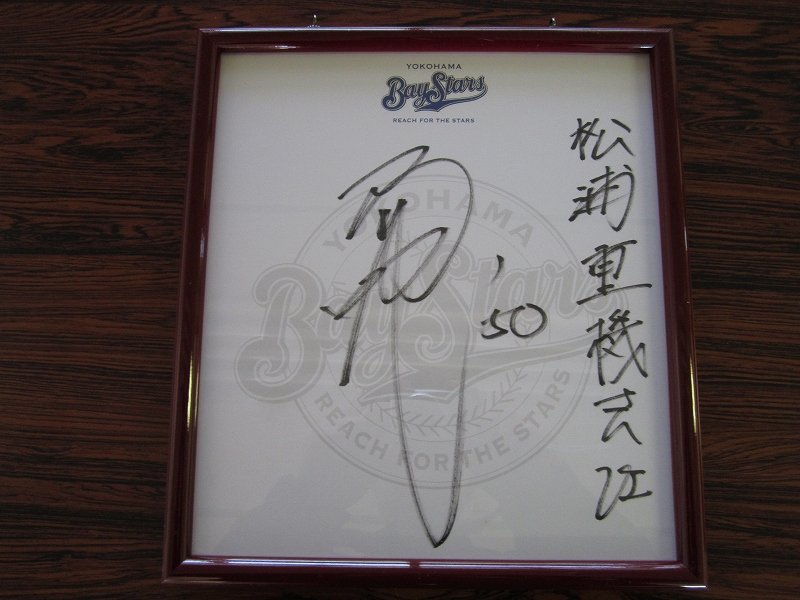 YOKOHAMA
BayStars
REACH FOR THE STARS
YOKOHAMA
BayStars
REACH FOR THE STARS
松浦重機さん江
'50